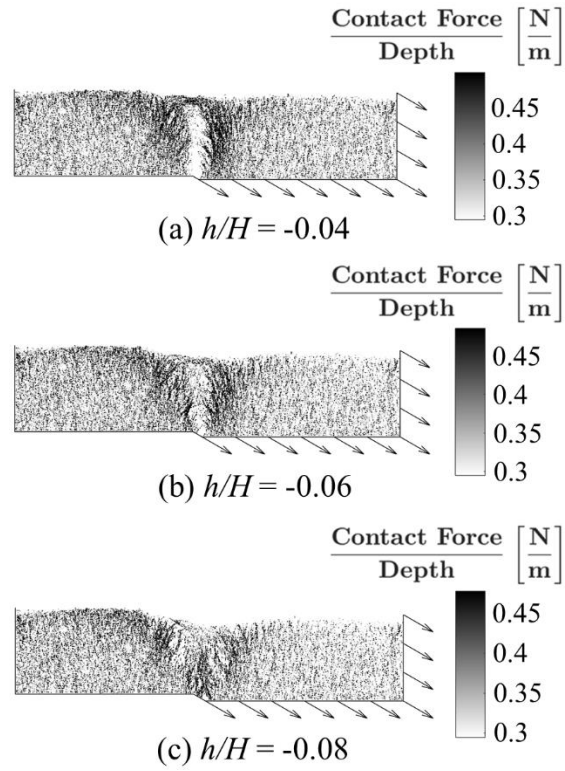 Contact Force
Depth
[N/m]
0.45
0.4
0.35
0.3
(a) h/H = -0.04
Contact Force
Depth
[N/m]
0.45
0.4
0.35
0.3
(b) h/H = -0.06
Contact Force
Depth
[N/m]
0.45
0.4
0.35
0.3
(c) h/H = -0.08